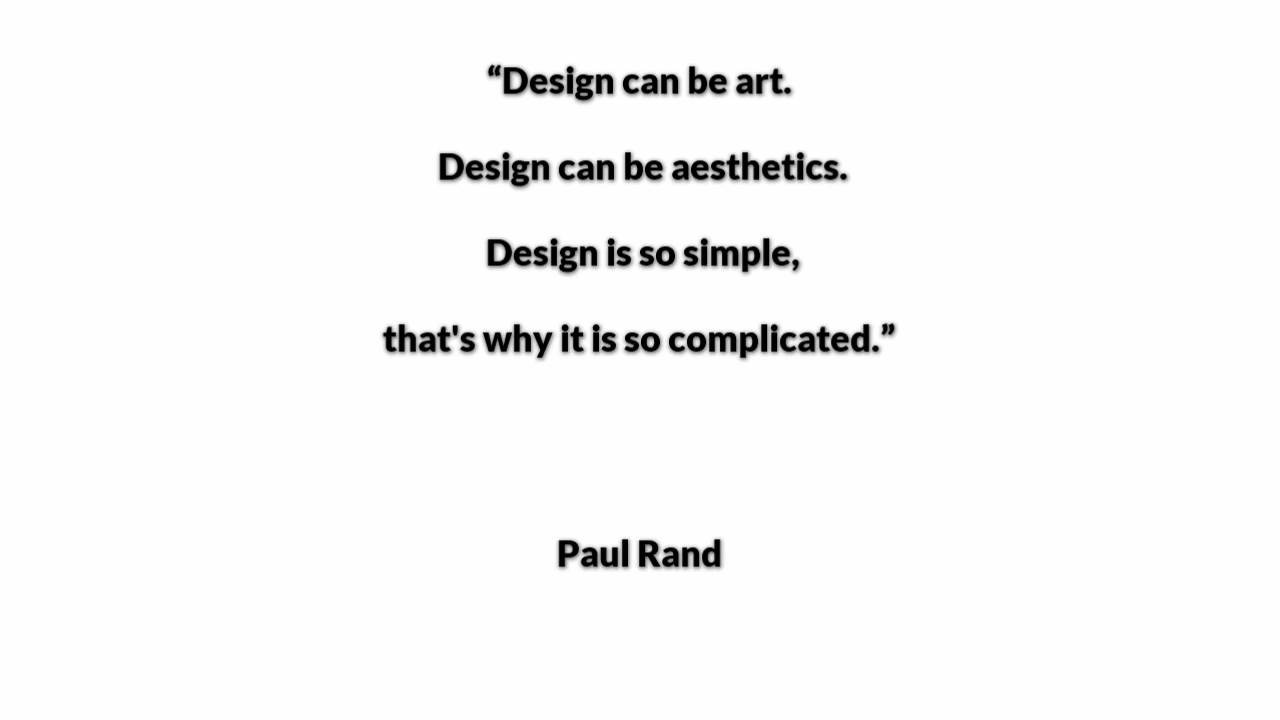 “Design can be art.
Design can be aesthetics.
Design is so simple,
that's why it is so complicated.”
Paul Rand